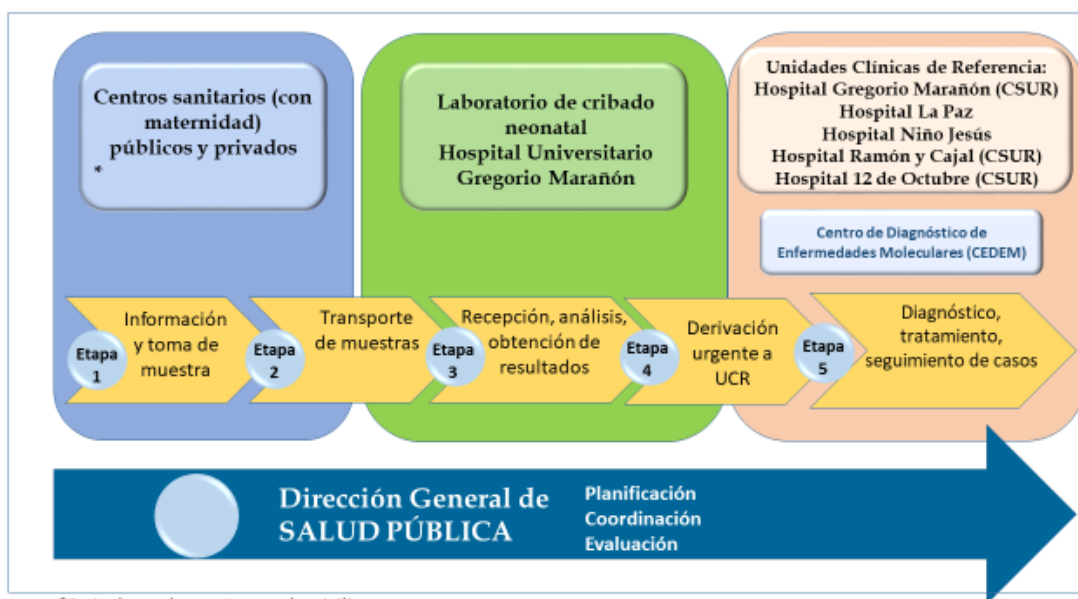 Centros sanitarios (con
maternidad)
públicos y privados
*
Laboratorio de cribado
neonatal
Hospital Universitario
Gregorio Marañón
Unidades Clínicas de Referencia:
Hospital Gregorio Marañón (CSUR)
Hospital La Paz
Hospital Niño Jesús
Hospital Ramón y Cajal (CSUR)
Hospital 12 de Octubre (CSUR)
Centro de Diagnóstico de
Enfermedades Moleculares (CEDEM)
Etapa
1
Información
y toma de
muestra
Etapa
2
Transporte
de muestras
Etapa
3
Recepción, análisis,
obtención de
resultados
Etapa
4
Derivación
urgente a
UCR
Etapa
5
Diagnóstico,
tratamiento,
seguimiento de casos
Dirección General de
SALUD PÚBLICA
Planificación
Coordinación
Evaluación